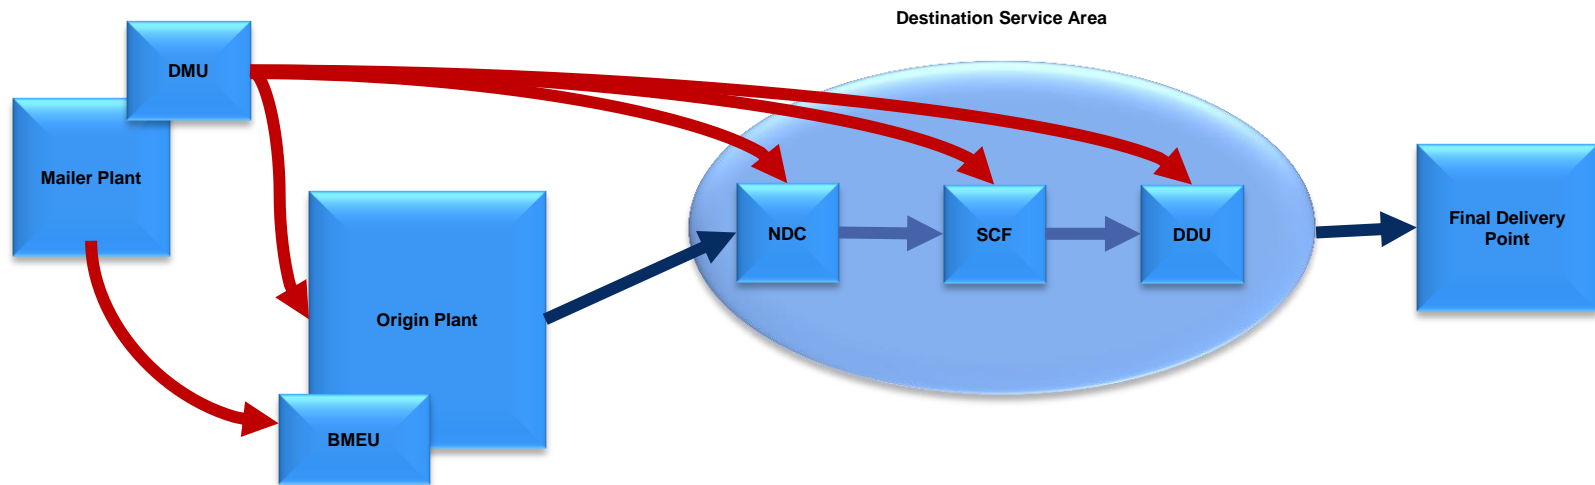 Destination Service Area
DMU
Mailer Plant
Origin Plant
BMEU
NDC
SCF
DDU
Final Delivery
Point